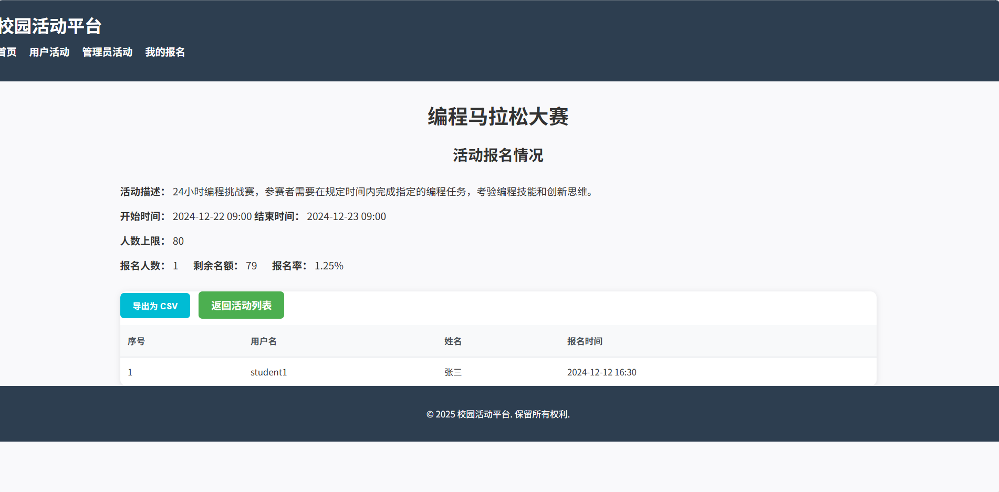 校园活动平台
首页 用户活动 管理员活动 我的报名
编程马拉松大赛
活动报名情况
活动描述： 24小时编程挑战赛，参赛者需要在规定时间内完成指定的编程任务，考验编程技能和创新思维。
开始时间： 2024-12-22 09:00 结束时间： 2024-12-23 09:00
人数上限： 80
报名人数： 1 剩余名额： 79 报名率： 1.25%
导出为 CSV 返回活动列表
序号 用户名 姓名 报名时间
1 student1 张三 2024-12-12 16:30
© 2025 校园活动平台. 保留所有权利.